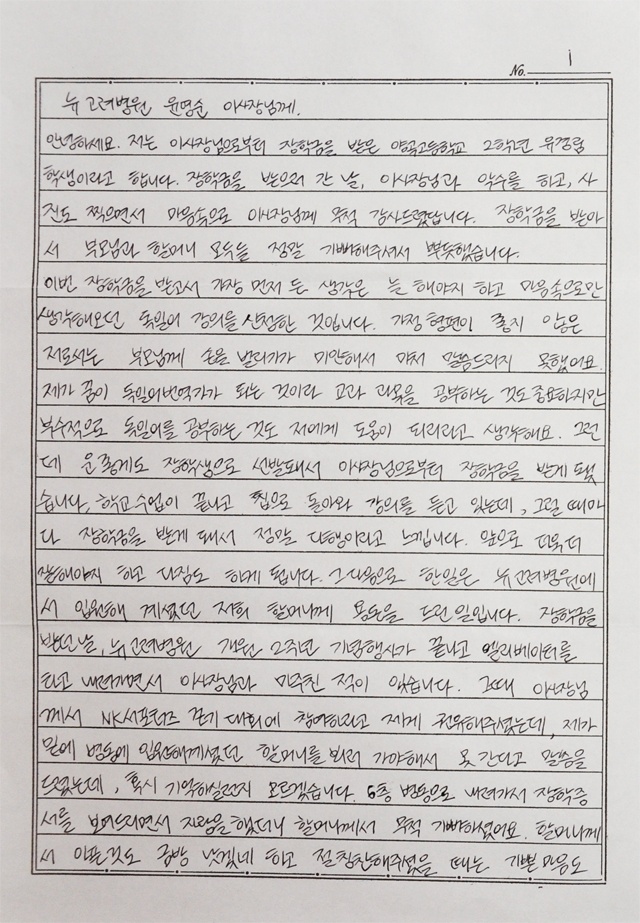 No. 1
뉴고려병원 윤영순 이사장님께.
안녕하세요. 저는 이사장님으로부터 장학금을 받은 양곡고등학교 2학년 유경림
학생이라고 합니다. 장학금을 받으러 간 날, 이사장님과 악수를 하고, 사
진도 찍으면서 마음속으로 이사장님께 무척 감사드렸답니다. 장학금을 받아
서 부모님과 할머니 모두들 정말 기뻐해주셔서 뿌듯했습니다.
이번 장학금을 받고서 가장 먼저 든 생각은 늘 해야지 하고 마음속으로만
생각해오던 독일어 강의를 신청한 것입니다. 가정형편이 좋지 않은
저로서는 부모님께 손을 벌리기가 미안해서 마저 말씀드리지 못했어요.
제가 꿈이 독일어번역가가 되는 것이라 교과 과목을 공부하는 것도 중요하지만
부수적으로 독일어를 공부하는 것도 저에게 도움이 되리라고 생각해요. 그런
데 운좋게도 장학생으로 선발돼서 이사장님으로부터 장학금을 받게 됐
습니다. 학교수업이 끝나고 집으로 돌아와 강의를 듣고 있는데, 그럴 때마
다 장학금을 받게 돼서 정말 다행이라고 느낍니다. 앞으로 더욱 더
잘해야지 하고 다짐도 하게 됩니다. 그 다음으로 한일은 뉴고려병원에
서 입원해 계셨던 저희 할머니께 용돈을 드린 일입니다. 장학금을
받던 날, 뉴고려병원 개원 2주년 기념행사가 끝나고 엘리베이터를
타고 내려가면서 이사장님과 마주친 적이 있습니다. 그때 이사장님
께서 NK서포터즈 걷기 대회에 참여하라고 제게 권유해주셨는데, 제가
밑에 병동에 입원해계셨던 할머니를 뵈러 가야해서 못 간다고 말씀을
드렸는데, 혹시 기억하실런지 모르겠습니다. 6층 병동으로 내려가서 장학증
서를 보여드리면서 자랑을 했더니 할머니께서 무척 기뻐하셨어요. 할머니께
서 아픈것도 금방 낫겠네 하고 절 칭찬해주셨을 때는 기쁜 마음도